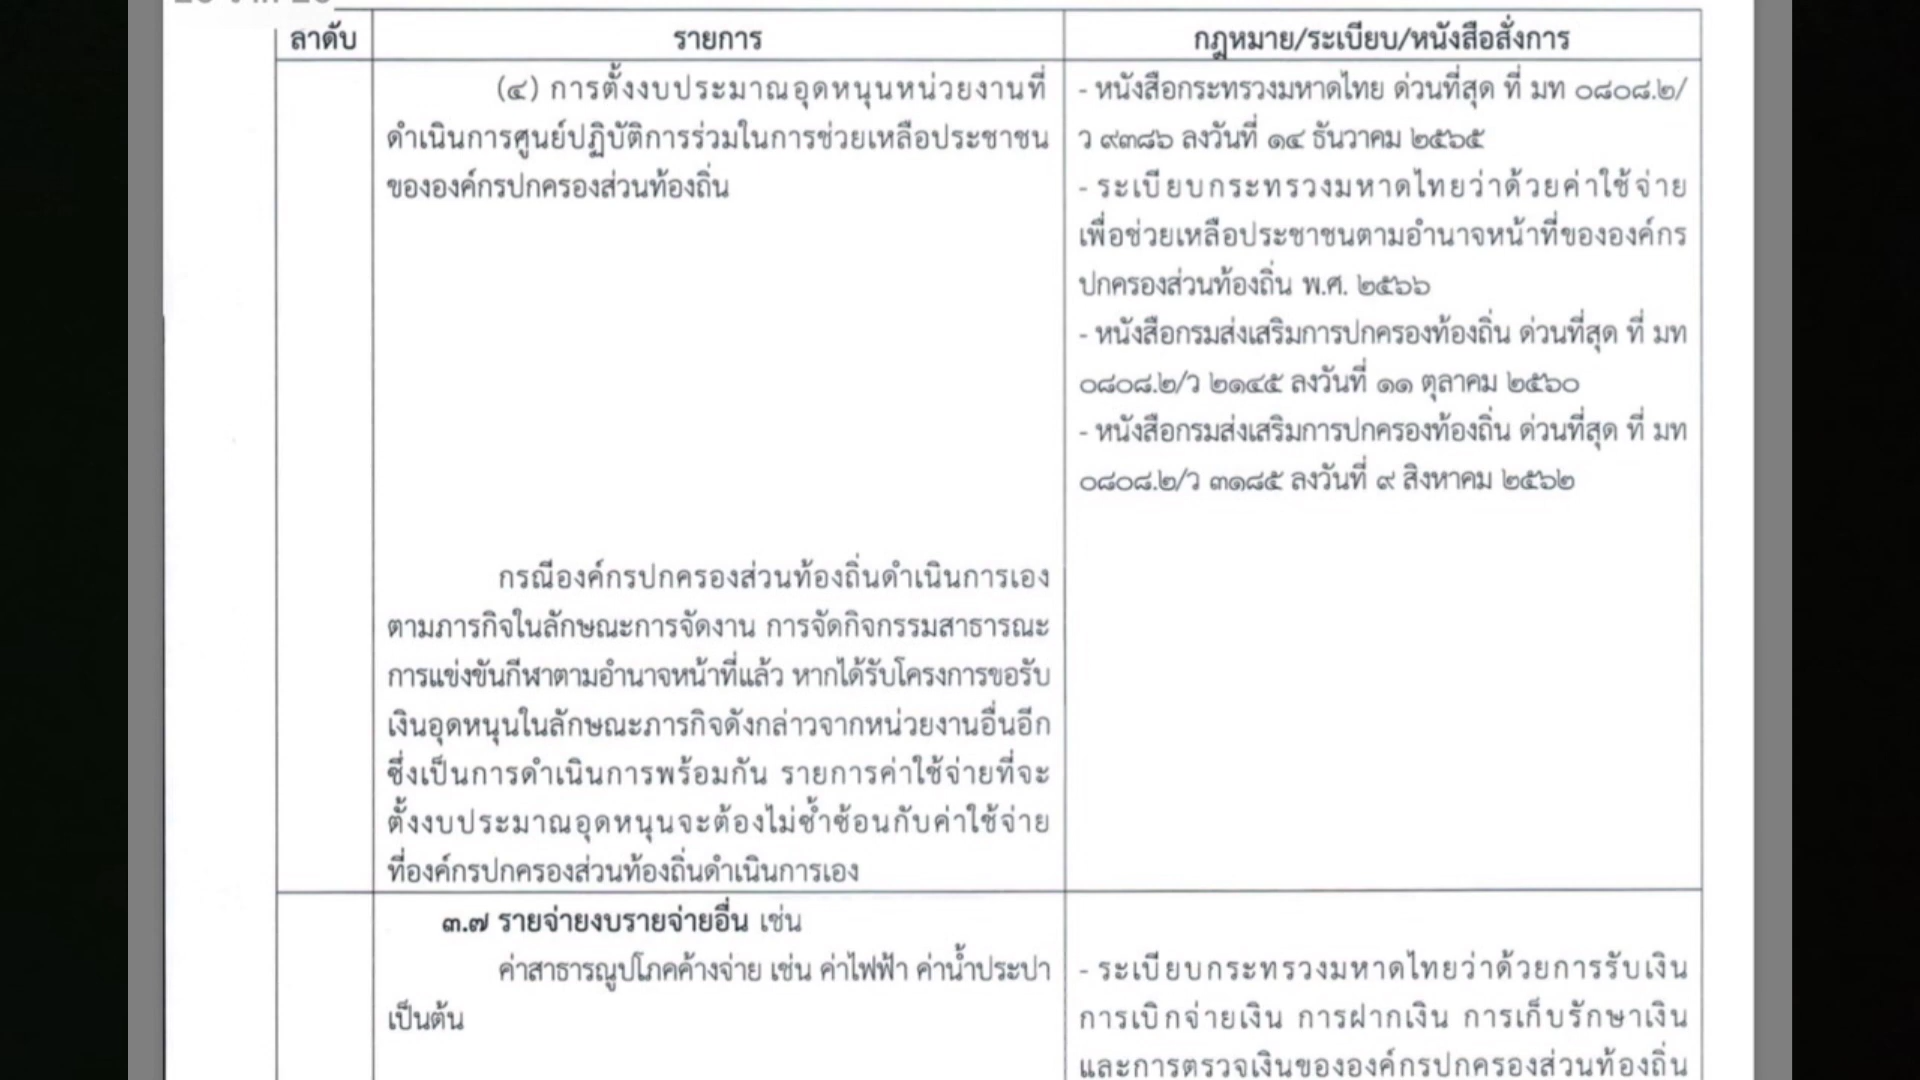 ลาดับ
รายการ
กฎหมาย/ระเบียบ/หนังสือสั่งการ
(๔) การตั้งงบประมาณอุดหนุนหน่วยงานที่
ดำเนินการศูนย์ปฏิบัติการร่วมในการช่วยเหลือประชาชน
ขององค์กรปกครองส่วนท้องถิ่น
- หนังสือกระทรวงมหาดไทย ด่วนที่สุด ที่ มท ๐๘๐๘.๒/
ว ๙๓๘๖ ลงวันที่ ๑๔ ธันวาคม ๒๕๖๕
- ระเบียบกระทรวงมหาดไทยว่าด้วยค่าใช้จ่าย
เพื่อช่วยเหลือประชาชนตามอำนาจหน้าที่ขององค์กร
ปกครองส่วนท้องถิ่น พ.ศ. ๒๕๖๖
- หนังสือกรมส่งเสริมการปกครองท้องถิ่น ด่วนที่สุด ที่ มท
๐๘๐๘.๒/ว ๒๑๔๕ ลงวันที่ ๑๑ ตุลาคม ๒๕๖๐
- หนังสือกรมส่งเสริมการปกครองท้องถิ่น ด่วนที่สุด ที่ มท
๐๘๐๘.๒/ว ๓๑๘๕ ลงวันที่ ๙ สิงหาคม ๒๕๖๒
กรณีองค์กรปกครองส่วนท้องถิ่นดำเนินการเอง
ตามภารกิจในลักษณะการจัดงาน การจัดกิจกรรมสาธารณะ
การแข่งขันกีฬาตามอำนาจหน้าที่แล้ว หากได้รับโครงการขอรับ
เงินอุดหนุนในลักษณะภารกิจดังกล่าวจากหน่วยงานอื่นอีก
ซึ่งเป็นการดำเนินการพร้อมกัน รายการค่าใช้จ่ายที่จะ
ตั้งงบประมาณอุดหนุนจะต้องไม่ซ้ำซ้อนกับค่าใช้จ่าย
ที่องค์กรปกครองส่วนท้องถิ่นดำเนินการเอง
๓.๗ รายจ่ายงบรายจ่ายอื่น เช่น
ค่าสาธารณูปโภคค้างจ่าย เช่น ค่าไฟฟ้า ค่าน้ำประปา
เป็นต้น
- ระเบียบกระทรวงมหาดไทยว่าด้วยการรับเงิน
การเบิกจ่ายเงิน การฝากเงิน การเก็บรักษาเงิน
และการตรวจเงินขององค์กรปกครองส่วนท้องถิ่น